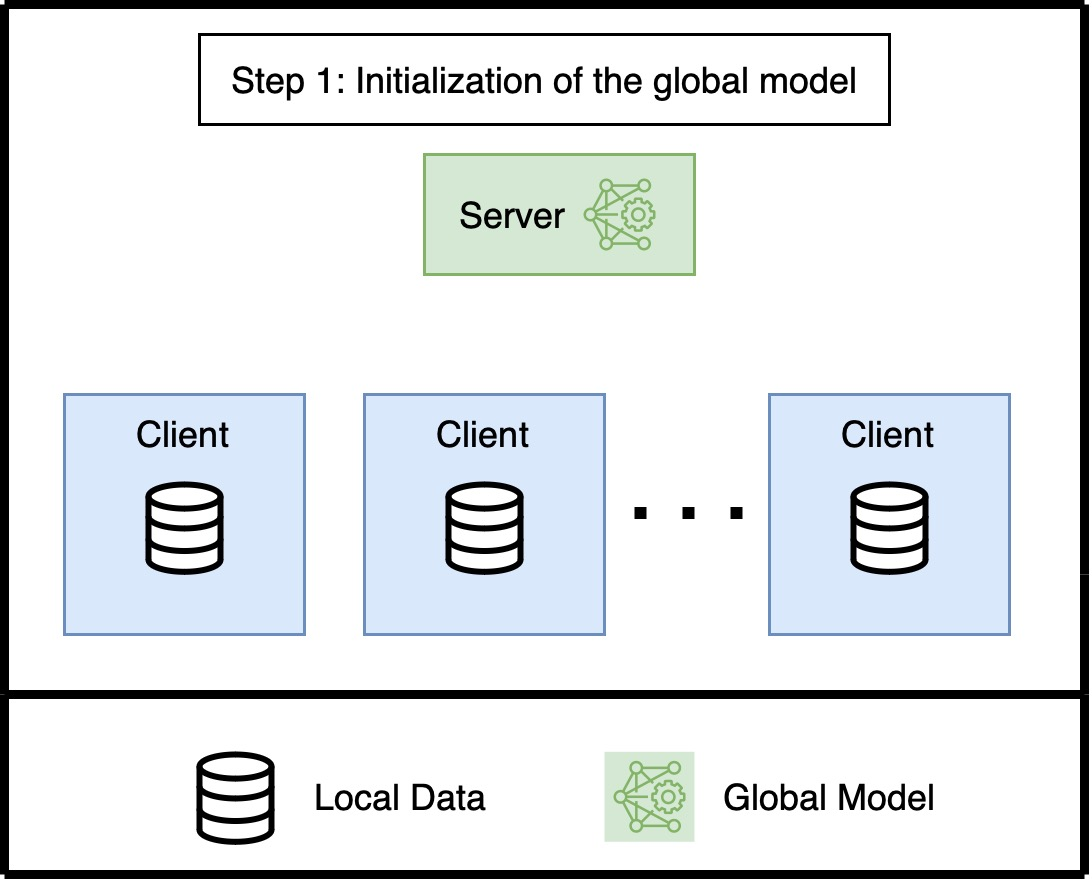 Step 1: Initialization of the global model
Server
Client
Client
Client
Local Data
Global Model